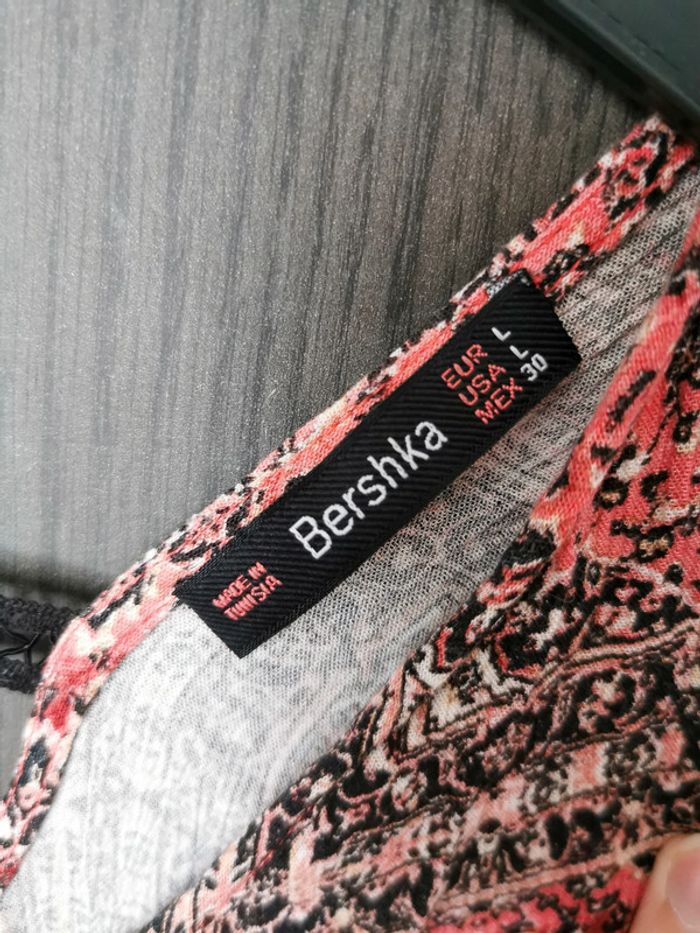 MADE IN
TUNISIA
Bershka
EUR L
USA L
MEX 30